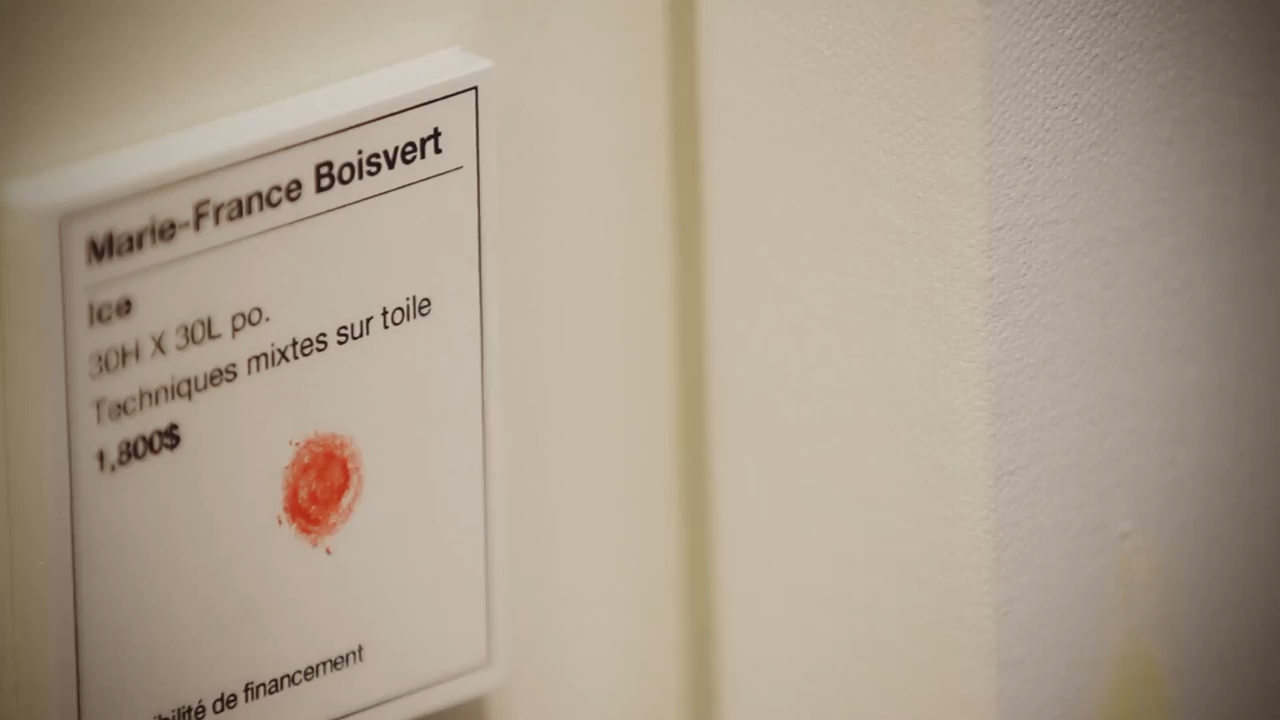 Marie-France Boisvert
Ice
30H X 30L po.
Techniques mixtes sur toile
1,800$
de financement